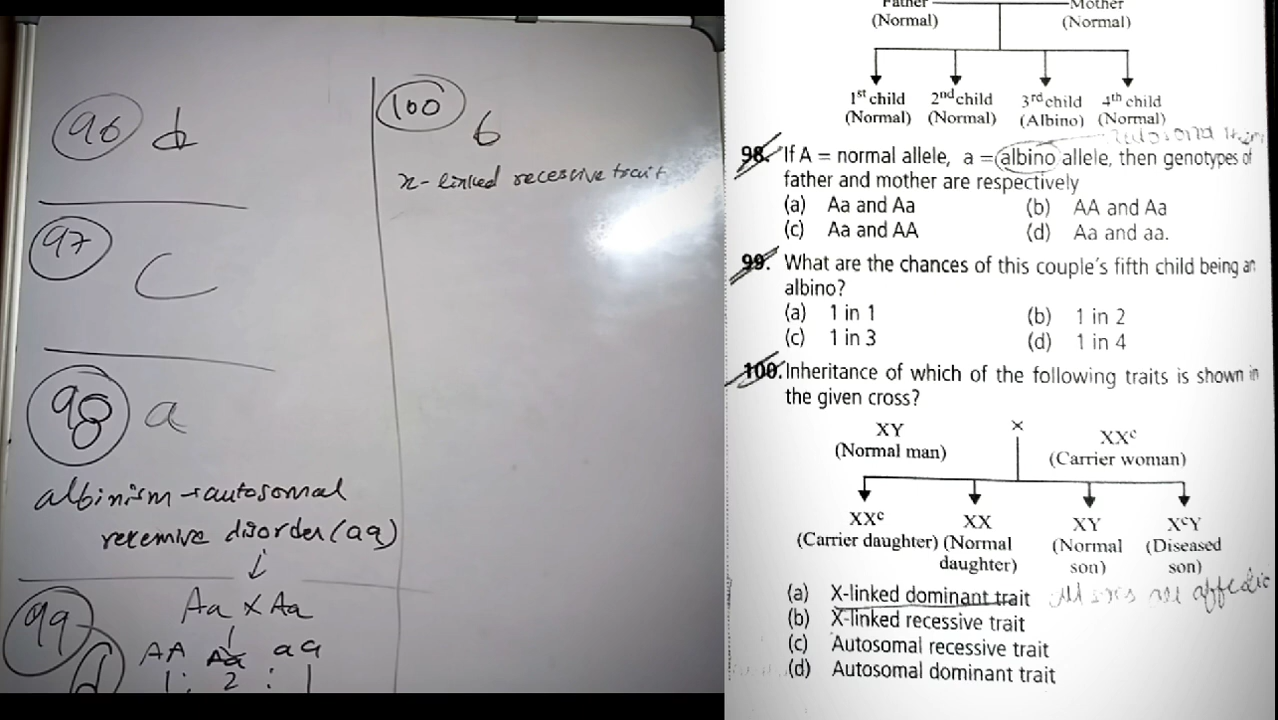 96 b
97 C
98 a
albinism → autosomal
recessive disorder (aa)
↓
Aa × Aa
99
d
AA Aa aa
1 : 2 : 1
100
b
x-linked recessive trait
Father Mother
(Normal) (Normal)
1st child 2nd child 3rd child 4th child
(Normal) (Normal) (Albino) (Normal)
98. If A = normal allele, a = albino allele, then genotypes of
father and mother are respectively
(a) Aa and Aa (b) AA and Aa
(c) Aa and AA (d) Aa and aa.
99. What are the chances of this couple's fifth child being an
albino?
(a) 1 in 1 (b) 1 in 2
(c) 1 in 3 (d) 1 in 4
100. Inheritance of which of the following traits is shown in
the given cross?
XY × XXᶜ
(Normal man) (Carrier woman)
XXᶜ XX XY XᶜY
(Carrier daughter) (Normal (Normal (Diseased
daughter) son) son)
(a) X-linked dominant trait
(b) X-linked recessive trait
(c) Autosomal recessive trait
(d) Autosomal dominant trait